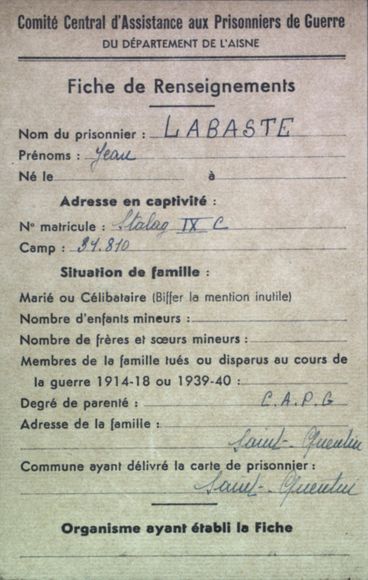 Comité Central d'Assistance aux Prisonniers de Guerre
DU DÉPARTEMENT DE L'AISNE
Fiche de Renseignements
Nom du prisonnier : LABASTE
Prénoms : Jean
Né le à
Adresse en captivité :
N° matricule : Stalag IX C
Camp : 31.810
Situation de famille :
Marié ou Célibataire (Biffer la mention inutile)
Nombre d'enfants mineurs :
Nombre de frères et sœurs mineurs :
Membres de la famille tués ou disparus au cours de
la guerre 1914-18 ou 1939-40 :
Degré de parenté : C.A.P.G
Adresse de la famille :
Saint-Quentin
Commune ayant délivré la carte de prisonnier :
Saint-Quentin
Organisme ayant établi la Fiche